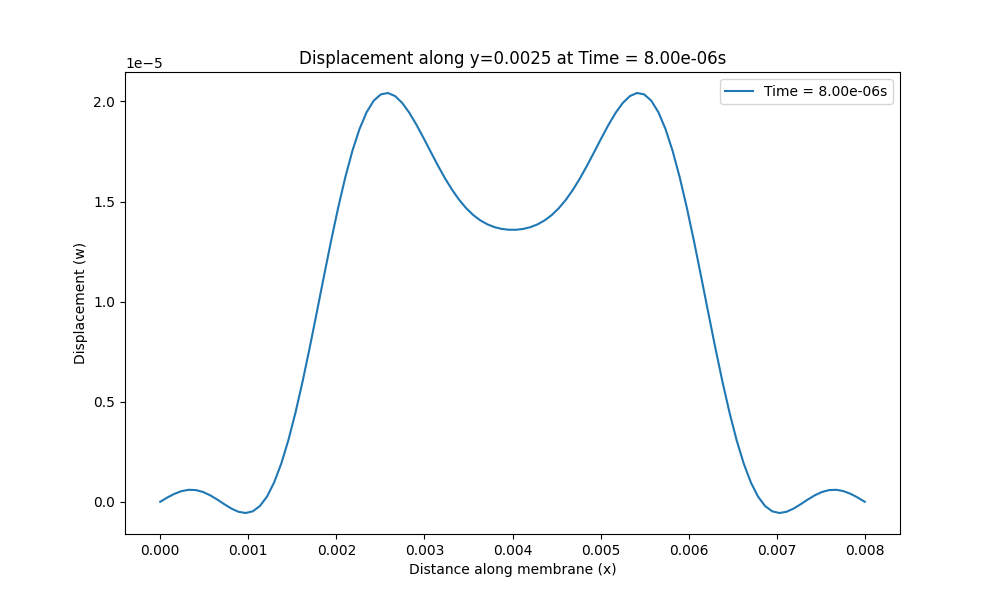 Displacement along y=0.0025 at Time = 8.00e-06s
1e−5
Time = 8.00e-06s
2.0
1.5
1.0
0.5
0.0
Displacement (w)
0.000 0.001 0.002 0.003 0.004 0.005 0.006 0.007 0.008
Distance along membrane (x)